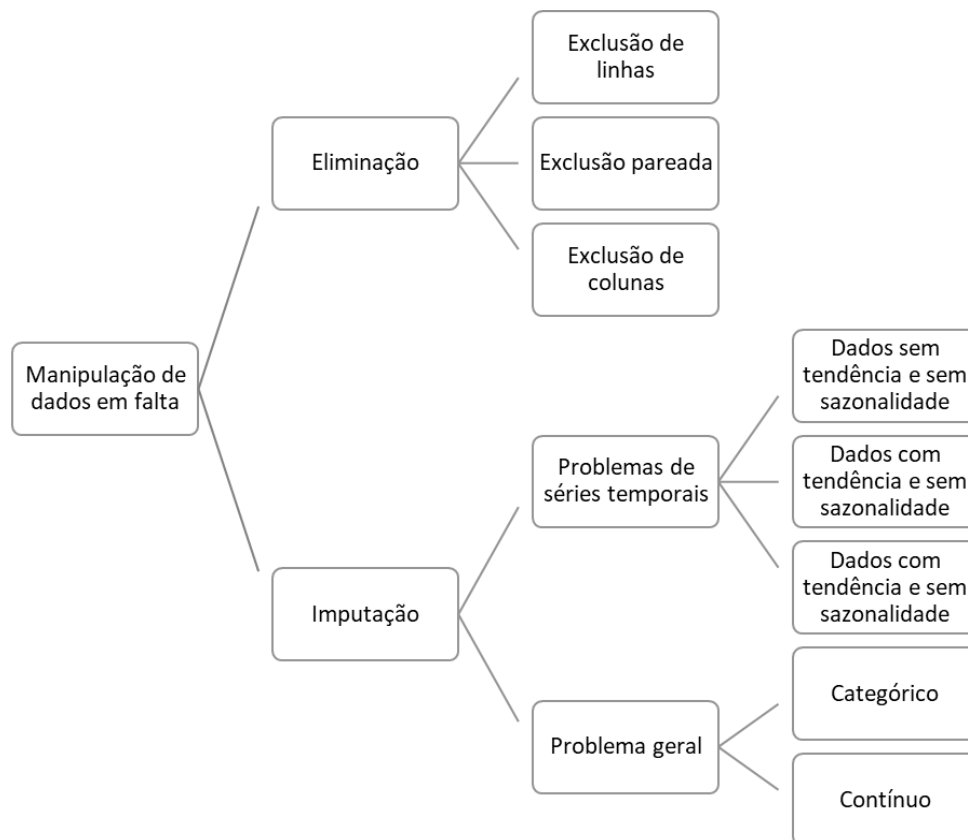 Exclusão de
linhas
Eliminação
Exclusão pareada
Exclusão de
colunas
Manipulação de
dados em falta
Dados sem
tendência e sem
sazonalidade
Problemas de
séries temporais
Dados com
tendência e sem
sazonalidade
Dados com
tendência e sem
sazonalidade
Imputação
Categórico
Problema geral
Contínuo